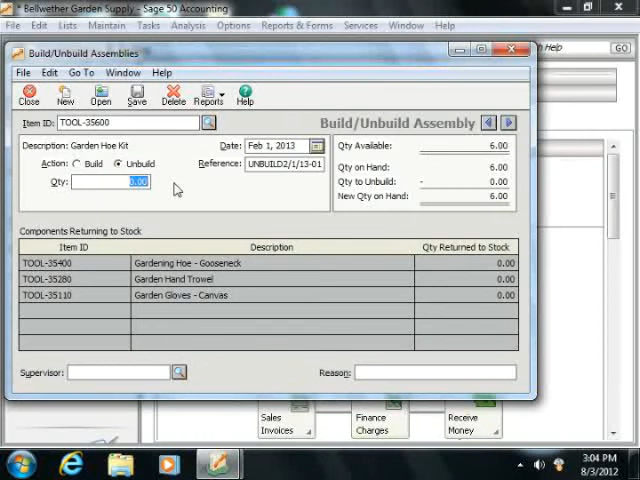 * Bellwether Garden Supply - Sage 50 Accounting
File Edit Lists Maintain Tasks Analysis Options Reports & Forms Services Window Help
Build/Unbuild Assemblies
File Edit Go To Window Help
Help
GO
Close New Open Save Delete Reports Help
Item ID: TOOL-35600
Build/Unbuild Assembly
Description: Garden Hoe Kit
Date: Feb 1, 2013
Qty Available: 6.00
Action: Build Unbuild
Reference: UNBUILD2/1/13-01
Qty on Hand: 6.00
Qty: 0.00
Qty to Unbuild: - 0.00
New Qty on Hand: 6.00
Components Returning to Stock
Item ID Description Qty Returned to Stock
TOOL-35400 Gardening Hoe - Gooseneck 0.00
TOOL-35280 Garden Hand Trowel 0.00
TOOL-35110 Garden Gloves - Canvas 0.00
Supervisor: Reason:
Sales Invoices
Finance Charges
Receive Money
3:04 PM
8/3/2012